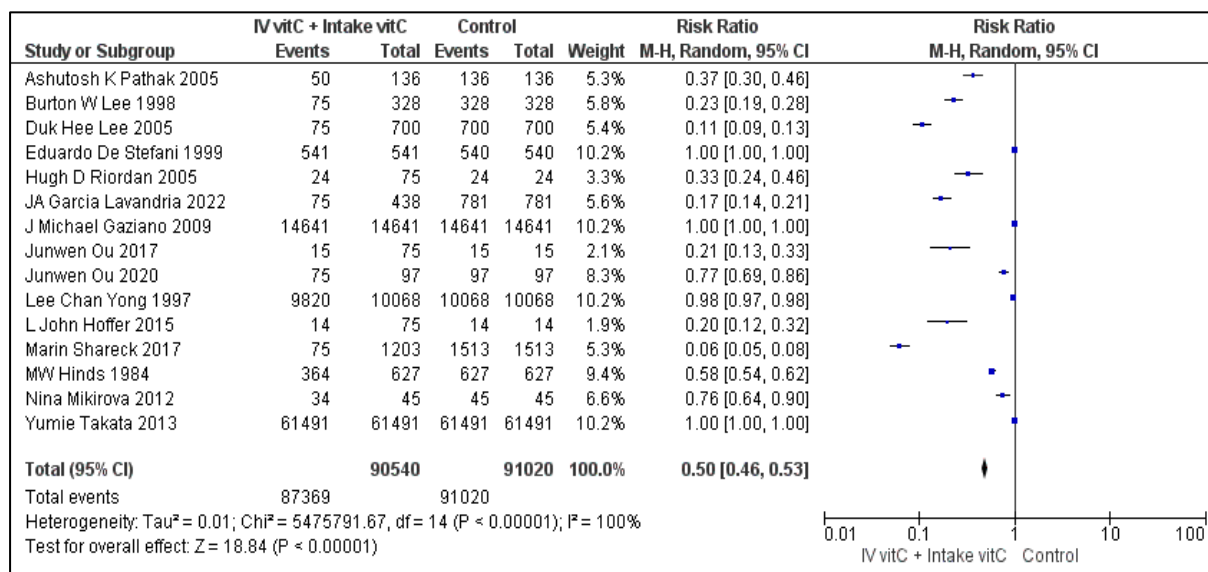 IV vitC + Intake vitC Control Risk Ratio Risk Ratio
Study or Subgroup Events Total Events Total Weight M-H, Random, 95% CI M-H, Random, 95% CI
Ashutosh K Pathak 2005 50 136 136 136 5.3% 0.37 [0.30, 0.46]
Burton W Lee 1998 75 328 328 328 5.8% 0.23 [0.19, 0.28]
Duk Hee Lee 2005 75 700 700 700 5.4% 0.11 [0.09, 0.13]
Eduardo De Stefani 1999 541 541 540 540 10.2% 1.00 [1.00, 1.00]
Hugh D Riordan 2005 24 75 24 24 3.3% 0.33 [0.24, 0.46]
JA Garcia Lavandria 2022 75 438 781 781 5.6% 0.17 [0.14, 0.21]
J Michael Gaziano 2009 14641 14641 14641 14641 10.2% 1.00 [1.00, 1.00]
Junwen Ou 2017 15 75 15 15 2.1% 0.21 [0.13, 0.33]
Junwen Ou 2020 75 97 97 97 8.3% 0.77 [0.69, 0.86]
Lee Chan Yong 1997 9820 10068 10068 10068 10.2% 0.98 [0.97, 0.98]
L John Hoffer 2015 14 75 14 14 1.9% 0.20 [0.12, 0.32]
Marin Shareck 2017 75 1203 1513 1513 5.3% 0.06 [0.05, 0.08]
MW Hinds 1984 364 627 627 627 9.4% 0.58 [0.54, 0.62]
Nina Mikirova 2012 34 45 45 45 6.6% 0.76 [0.64, 0.90]
Yumie Takata 2013 61491 61491 61491 61491 10.2% 1.00 [1.00, 1.00]
Total (95% CI) 90540 91020 100.0% 0.50 [0.46, 0.53]
Total events 87369 91020
Heterogeneity: Tau² = 0.01; Chi² = 5475791.67, df = 14 (P < 0.00001); I² = 100%
Test for overall effect: Z = 18.84 (P < 0.00001)
0.01 0.1 1 10 100
IV vitC + Intake vitC Control